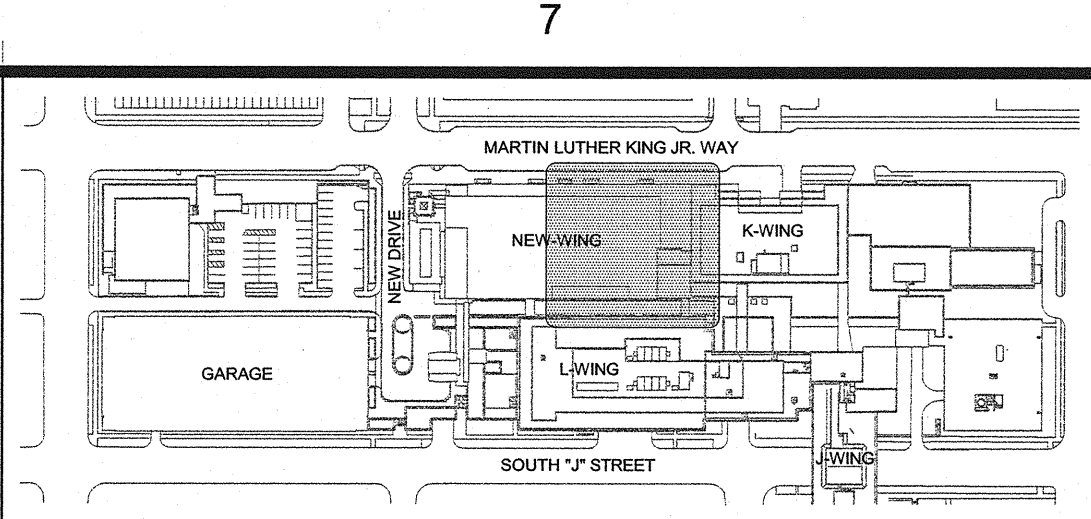 7
MARTIN LUTHER KING JR. WAY
NEW DRIVE
NEW-WING
K-WING
GARAGE
L-WING
SOUTH "J" STREET
J-WING